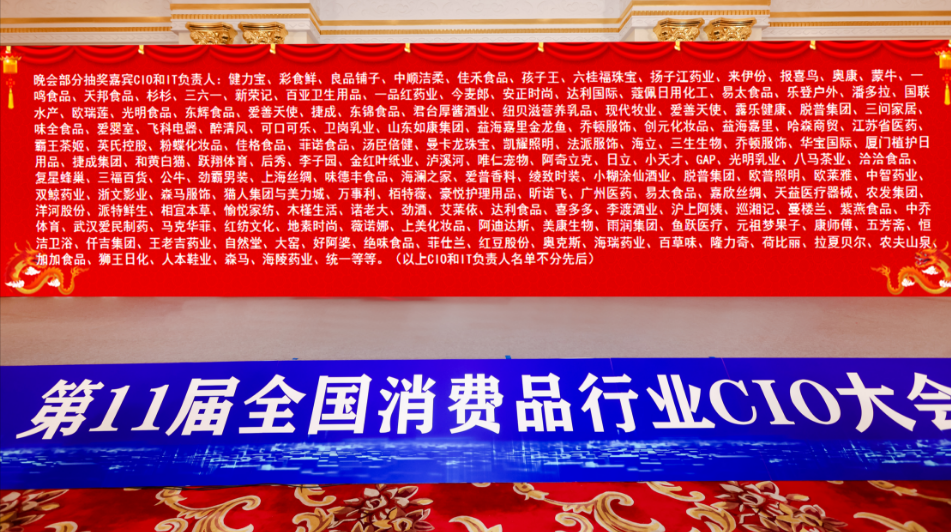 晚会部分抽奖嘉宾CIO和IT负责人：健力宝、彩食鲜、良品铺子、中顺洁柔、佳禾食品、孩子王、六桂福珠宝、扬子江药业、来伊份、报喜鸟、奥康、蒙牛、一
鸣食品、天邦食品、杉杉、三六一、新荣记、百亚卫生用品、一品红药业、今麦郎、安正时尚、达利国际、蔻佩日用化工、易太食品、乐登户外、潘多拉、国联
水产、欧瑞莲、光明食品、东辉食品、爱善天使、捷成、东锦食品、君台厚酱酒业、纽贝滋营养乳品、现代牧业、爱善天使、露乐健康、脱普集团、三问家居、
味全食品、爱婴室、飞科电器、醉清风、可口可乐、卫岗乳业、山东如康集团、益海嘉里金龙鱼、乔顿服饰、创元化妆品、益海嘉里、哈森商贸、江苏省医药、
霸王茶姬、英氏控股、粉蝶化妆品、佳格食品、菲诺食品、汤臣倍健、曼卡龙珠宝、凯耀照明、法派服饰、海立、三生生物、乔顿服饰、华宝国际、厦门植护日
用品、捷成集团、和黄白猫、跃翔体育、后秀、李子园、金红叶纸业、泸溪河、唯仁宠物、阿奇立克、日立、小天才、GAP、光明乳业、八马茶业、洽洽食品、
复星蜂巢、三福百货、公牛、劲霸男装、上海丝绸、味德丰食品、海澜之家、爱普香料、绫致时装、小糊涂仙酒业、脱普集团、欧普照明、欧莱雅、中智药业、
双鲸药业、浙文影业、森马服饰、猫人集团与美力城、万事利、栢特薇、豪悦护理用品、昕诺飞、广州医药、易太食品、嘉欣丝绸、天益医疗器械、农发集团、
洋河股份、派特鲜生、相宜本草、愉悦家纺、木槿生活、诸老大、劲酒、艾莱依、达利食品、喜多多、李渡酒业、沪上阿姨、巡湘记、蔓楼兰、紫燕食品、中乔
体育、武汉爱民制药、马克华菲、红纺文化、地素时尚、薇诺娜、上美化妆品、阿迪达斯、美康生物、雨润集团、鱼跃医疗、元祖梦果子、康师傅、五芳斋、恒
洁卫浴、仟吉集团、王老吉药业、自然堂、大窑、好阿婆、绝味食品、菲仕兰、红豆股份、奥克斯、海瑞药业、百草味、隆力奇、荷比丽、拉夏贝尔、农夫山泉
加加食品、狮王日化、人本鞋业、森马、海陵药业、统一等等。（以上CIO和IT负责人名单不分先后）
第11届全国消费品行业CIO大会